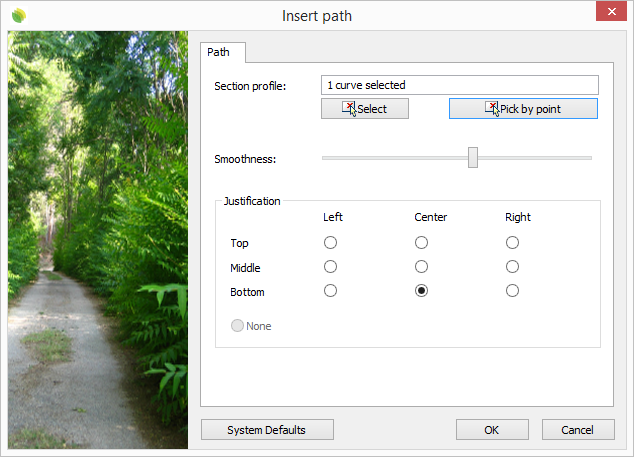 Insert path
Path
Section profile:
1 curve selected
Select
Pick by point
Smoothness:
Justification
Left Center Right
Top
Middle
Bottom
None
System Defaults
OK
Cancel